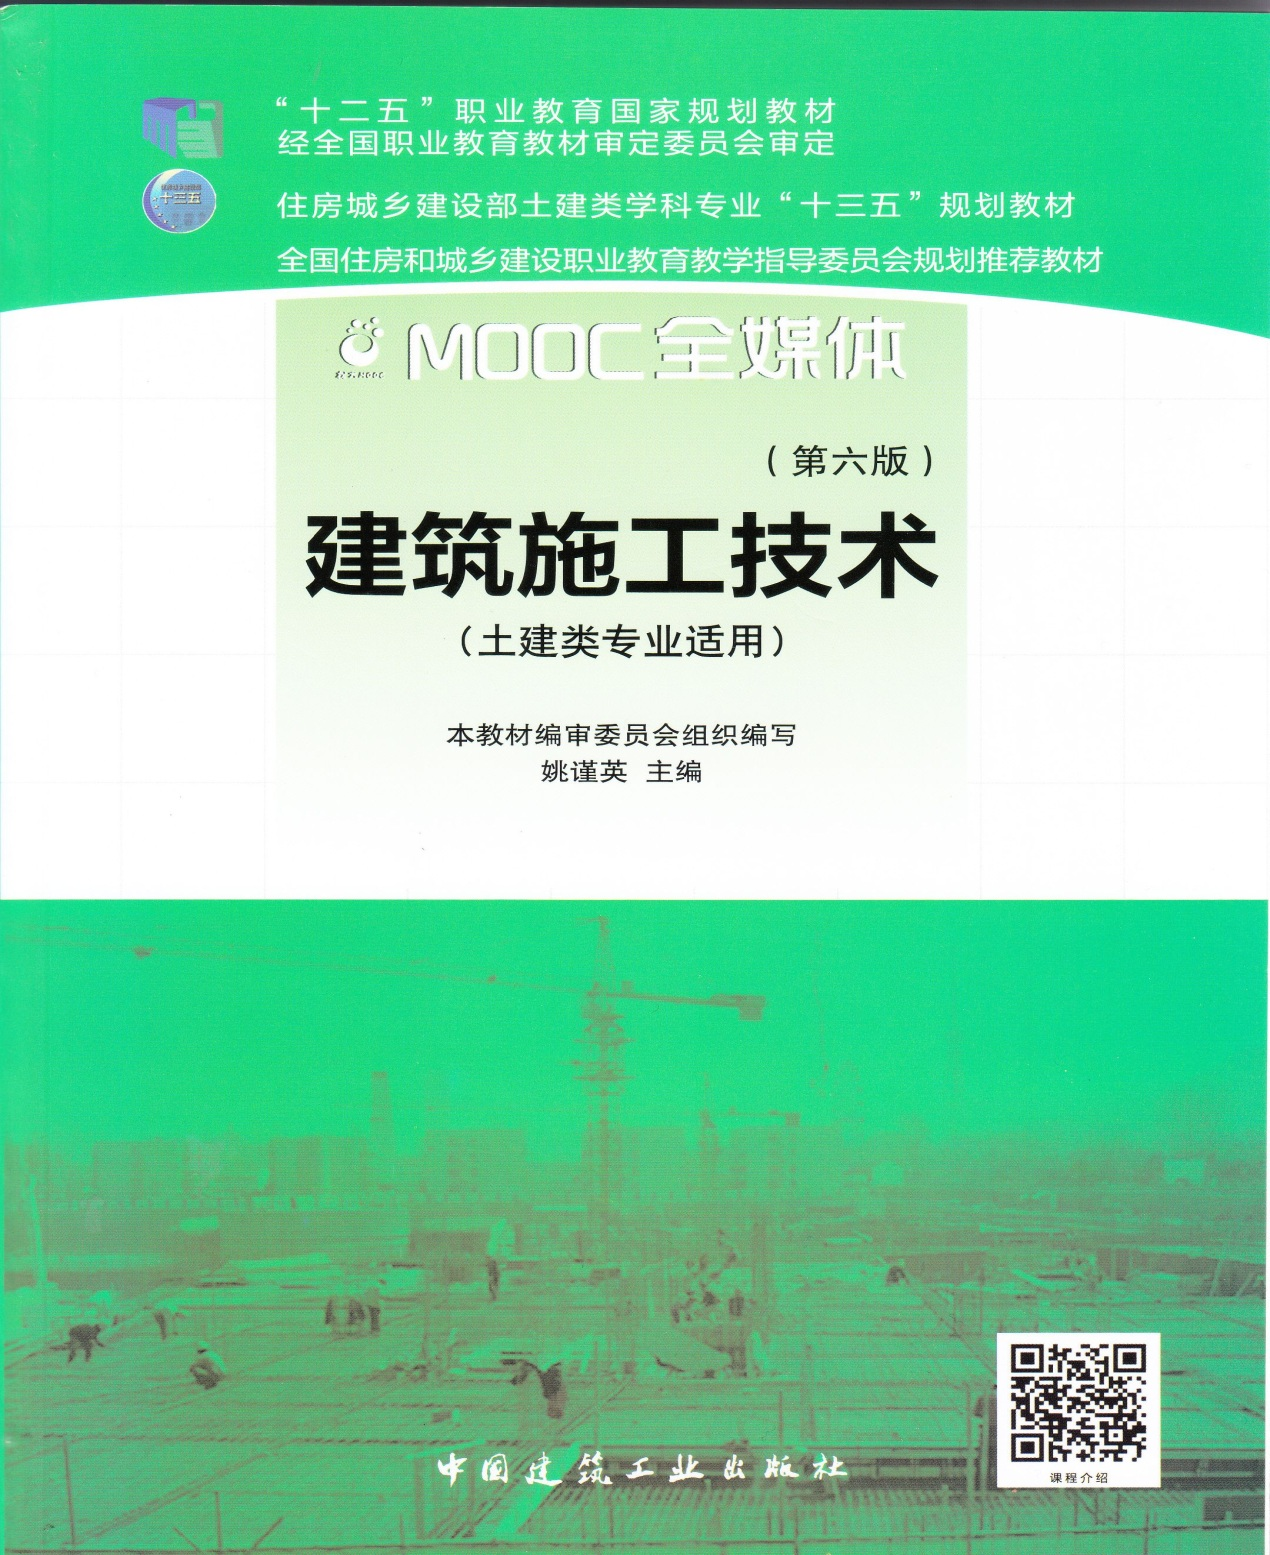 “十二五”职业教育国家规划教材
经全国职业教育教材审定委员会审定
十三五
住房城乡建设部土建类学科专业“十三五”规划教材
全国住房和城乡建设职业教育教学指导委员会规划推荐教材
MOOC全媒体
（第六版）
建筑施工技术
（土建类专业适用）
本教材编审委员会组织编写
姚谨英 主编
中国建筑工业出版社
课程介绍